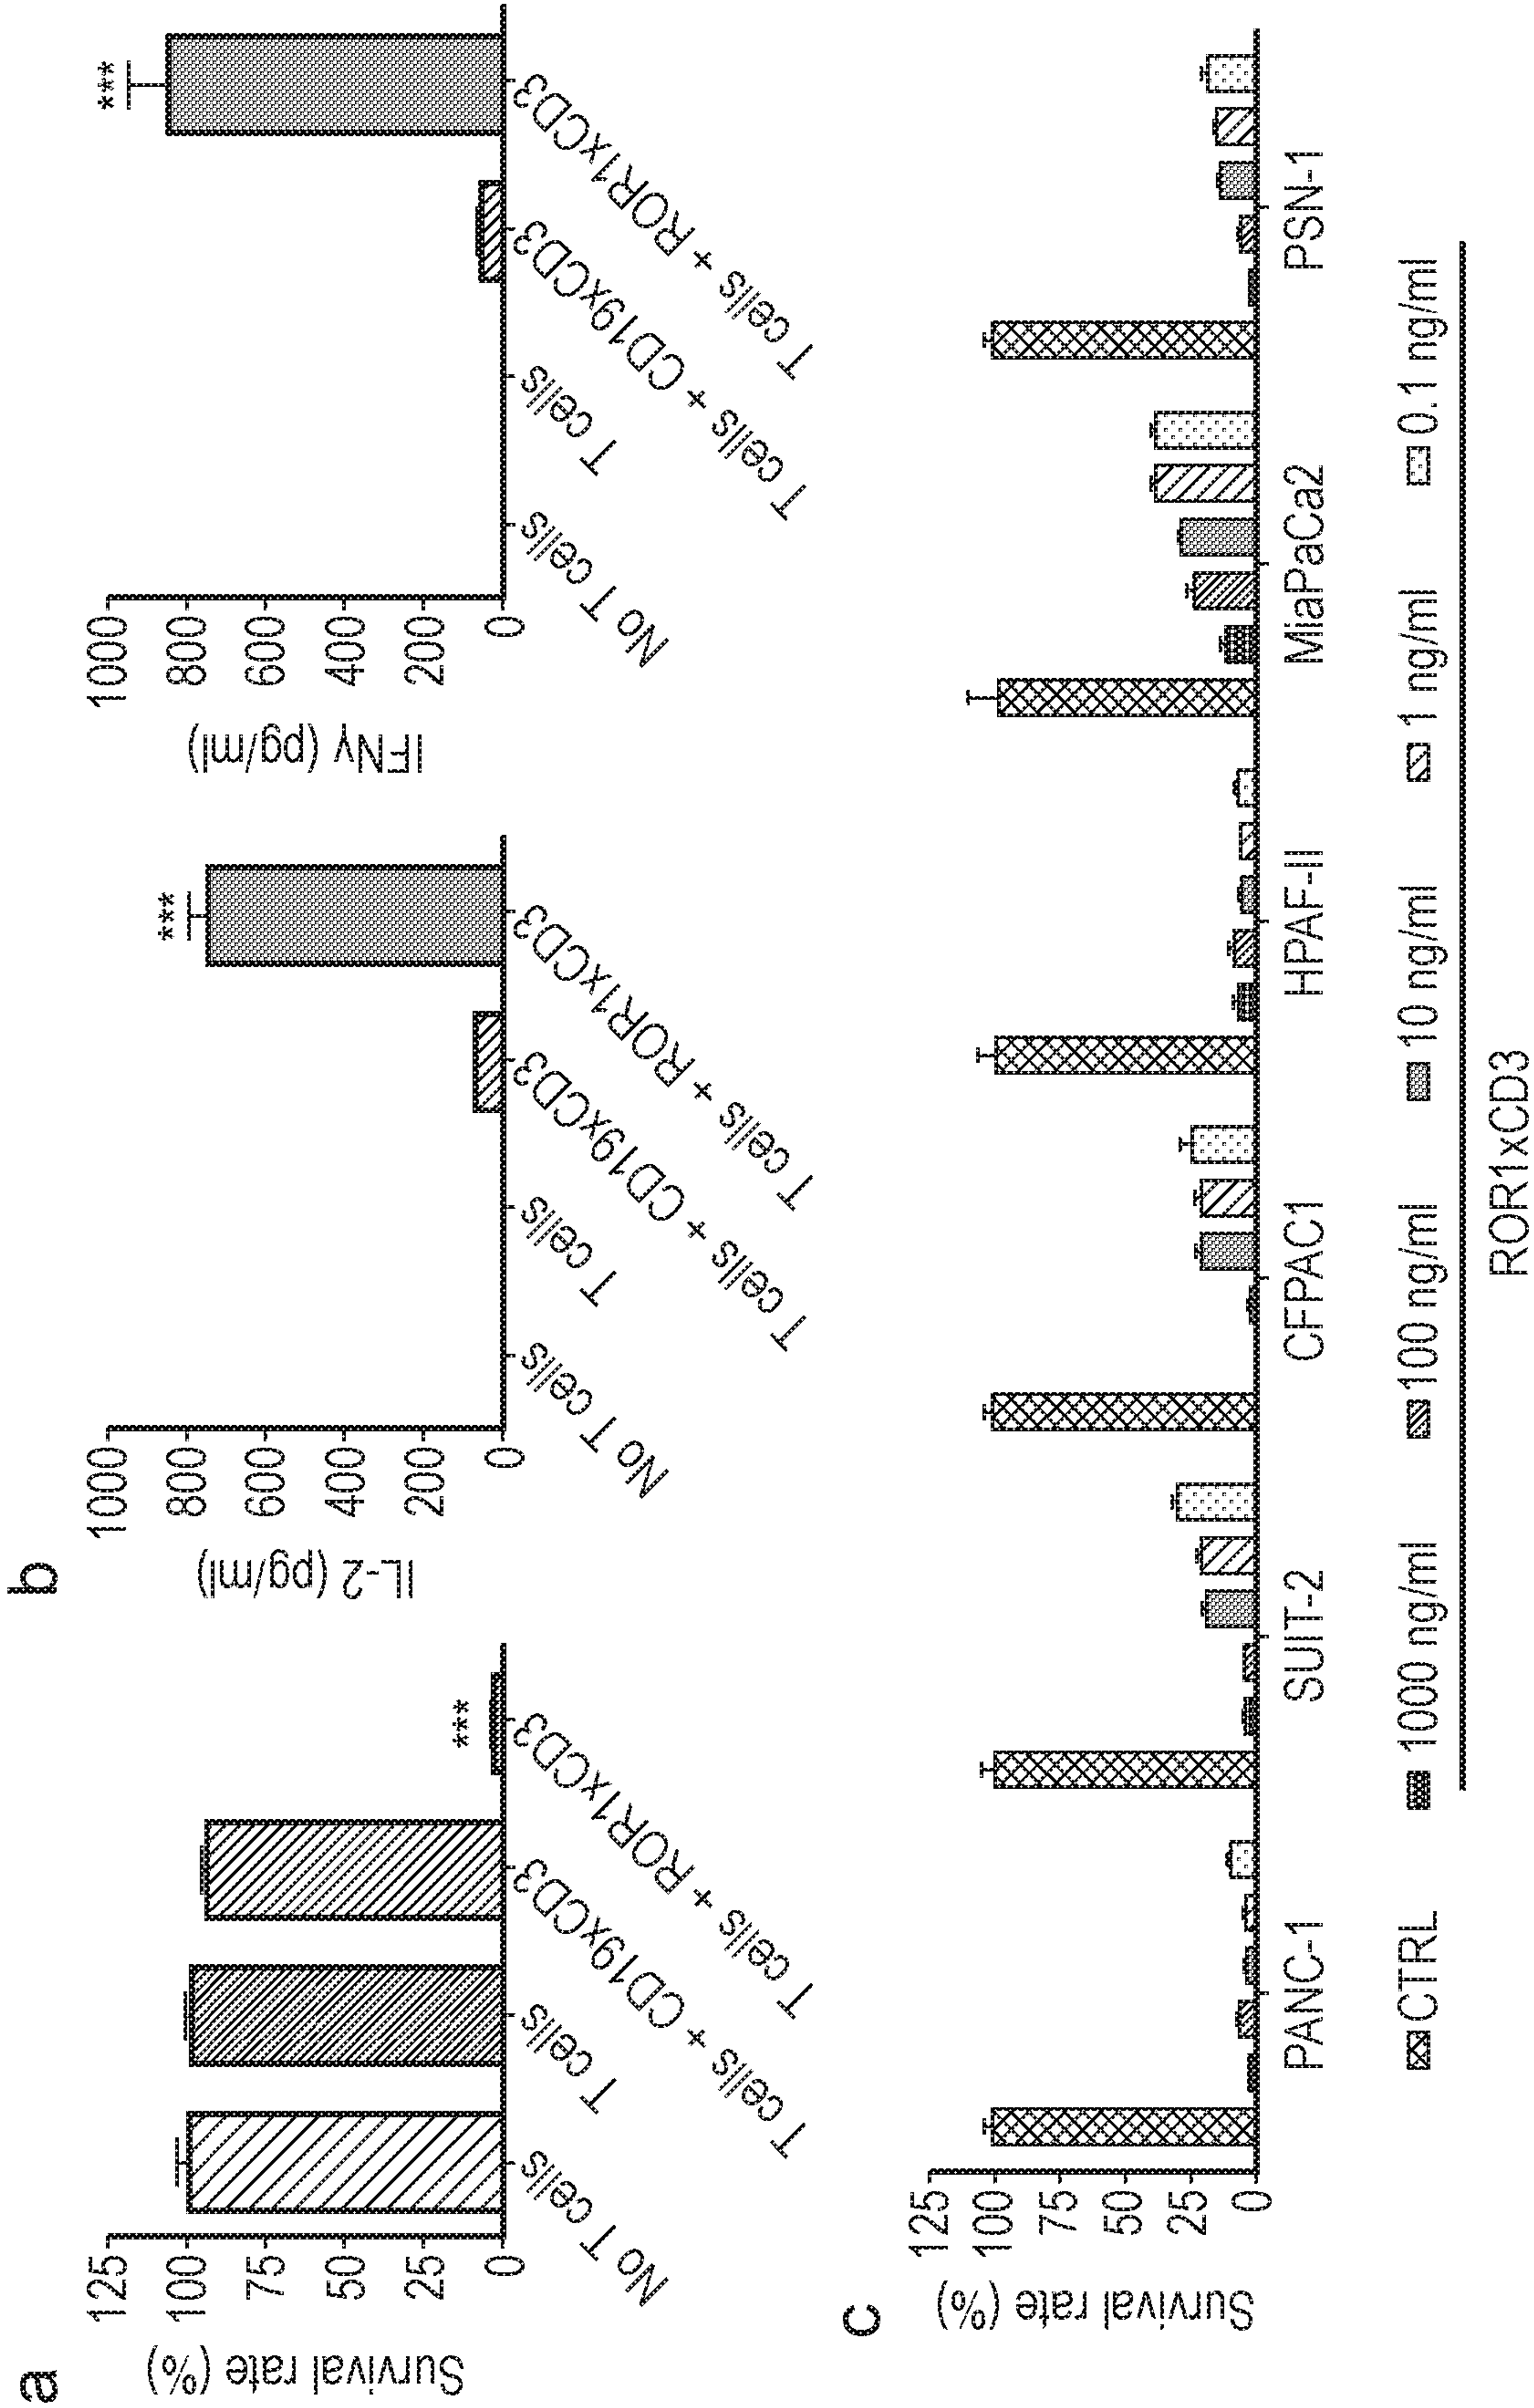 a
Survival rate (%)
125
100
75
50
25
0
No T cells
T cells
T cells + CD19xCD3
T cells + ROR1xCD3
***
b
IL-2 (pg/ml)
1000
800
600
400
200
0
No T cells
T cells
T cells + CD19xCD3
T cells + ROR1xCD3
***
IFNγ (pg/ml)
1000
800
600
400
200
0
No T cells
T cells
T cells + CD19xCD3
T cells + ROR1xCD3
***
c
Survival rate (%)
125
100
75
50
25
0
PANC-1 SUIT-2 CFPAC1 HPAF-II MiaPaCa2 PSN-1
CTRL 1000 ng/ml 100 ng/ml 10 ng/ml 1 ng/ml 0.1 ng/ml
ROR1xCD3